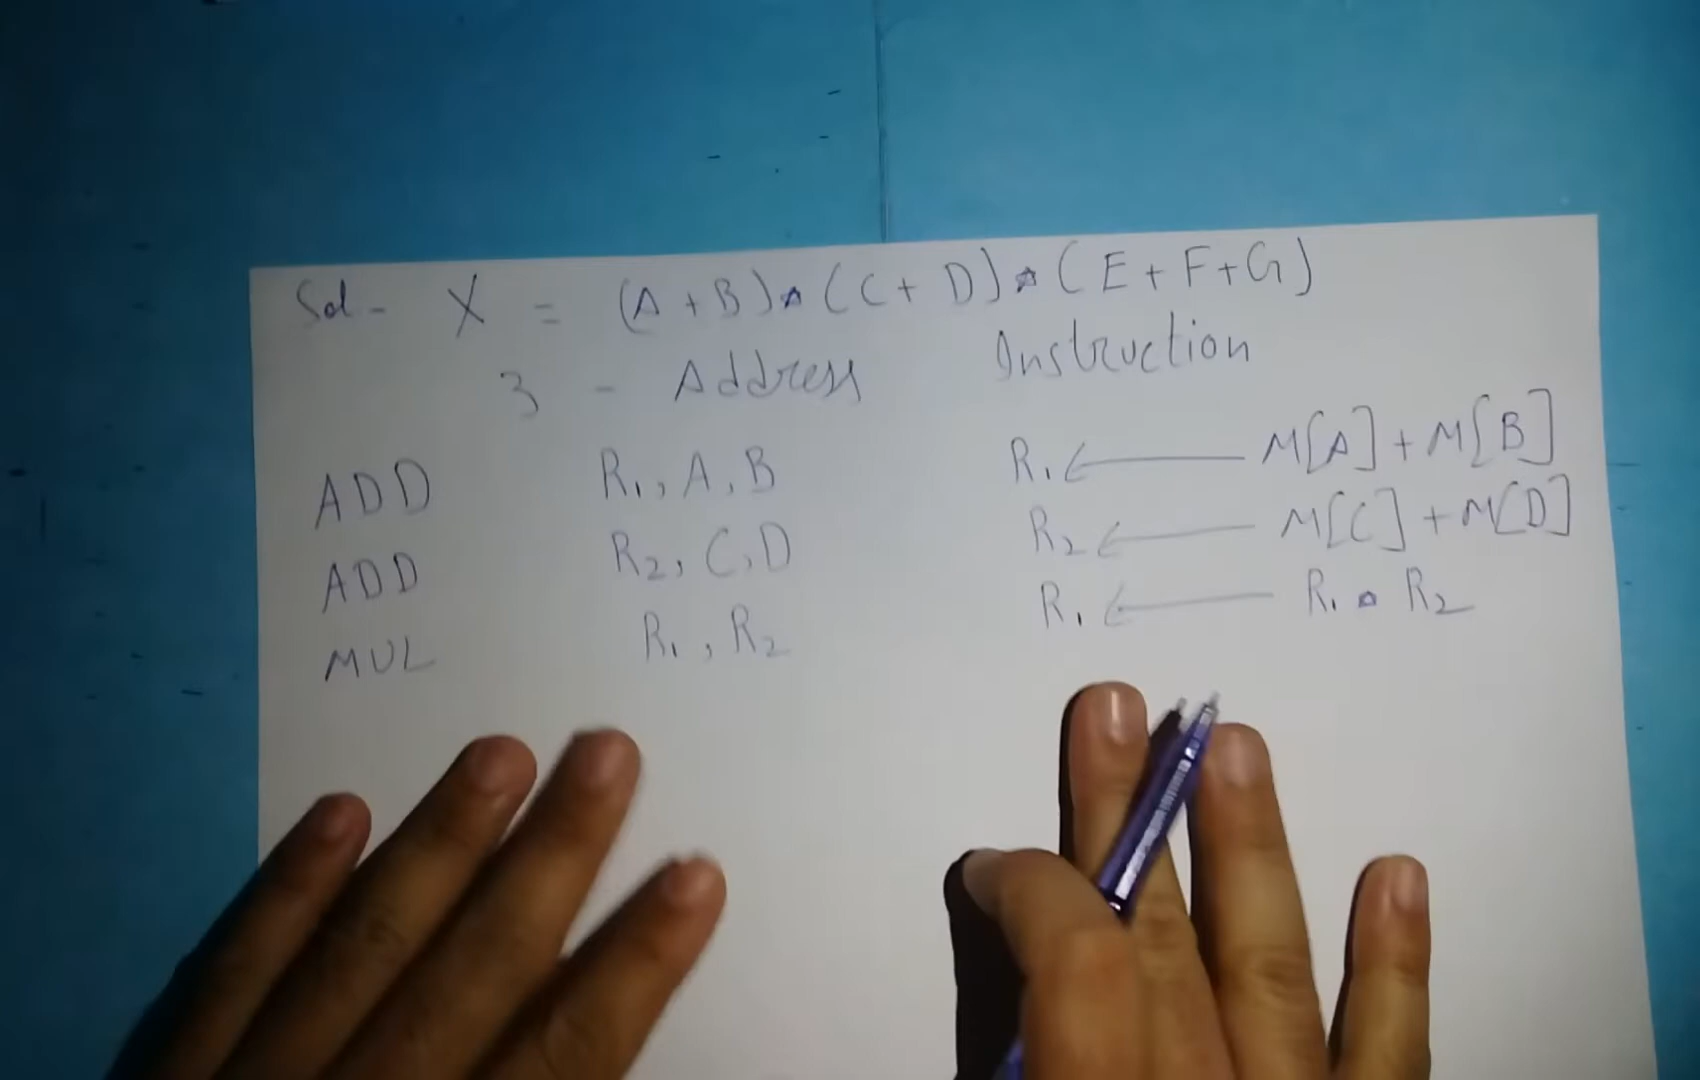 Sol - X = (A + B) * (C + D) * (E + F + G)
3 - Address Instruction
ADD R₁, A, B R₁ ← M[A] + M[B]
ADD R₂, C, D R₂ ← M[C] + M[D]
MUL R₁, R₂ R₁ ← R₁ * R₂